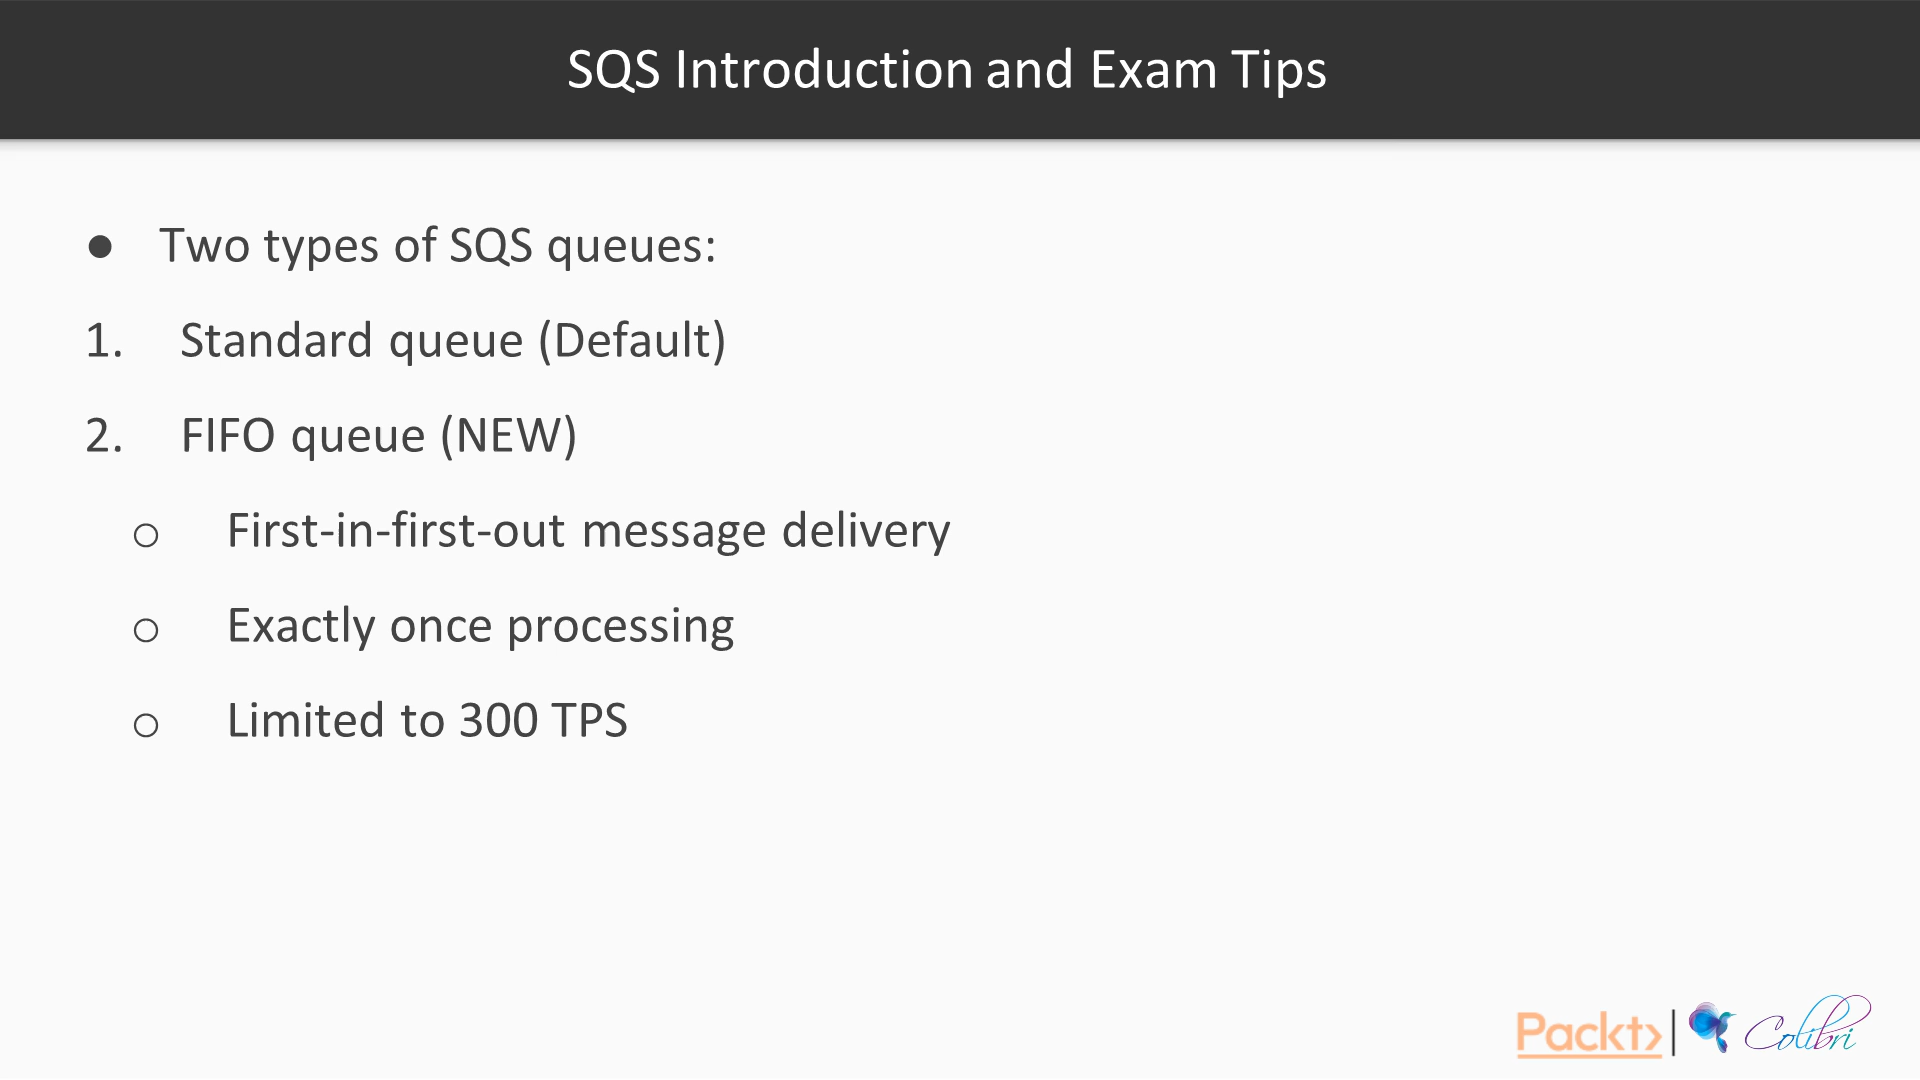 SQS Introduction and Exam Tips
● Two types of SQS queues:
1. Standard queue (Default)
2. FIFO queue (NEW)
○ First-in-first-out message delivery
○ Exactly once processing
○ Limited to 300 TPS
Packt> | Colibri